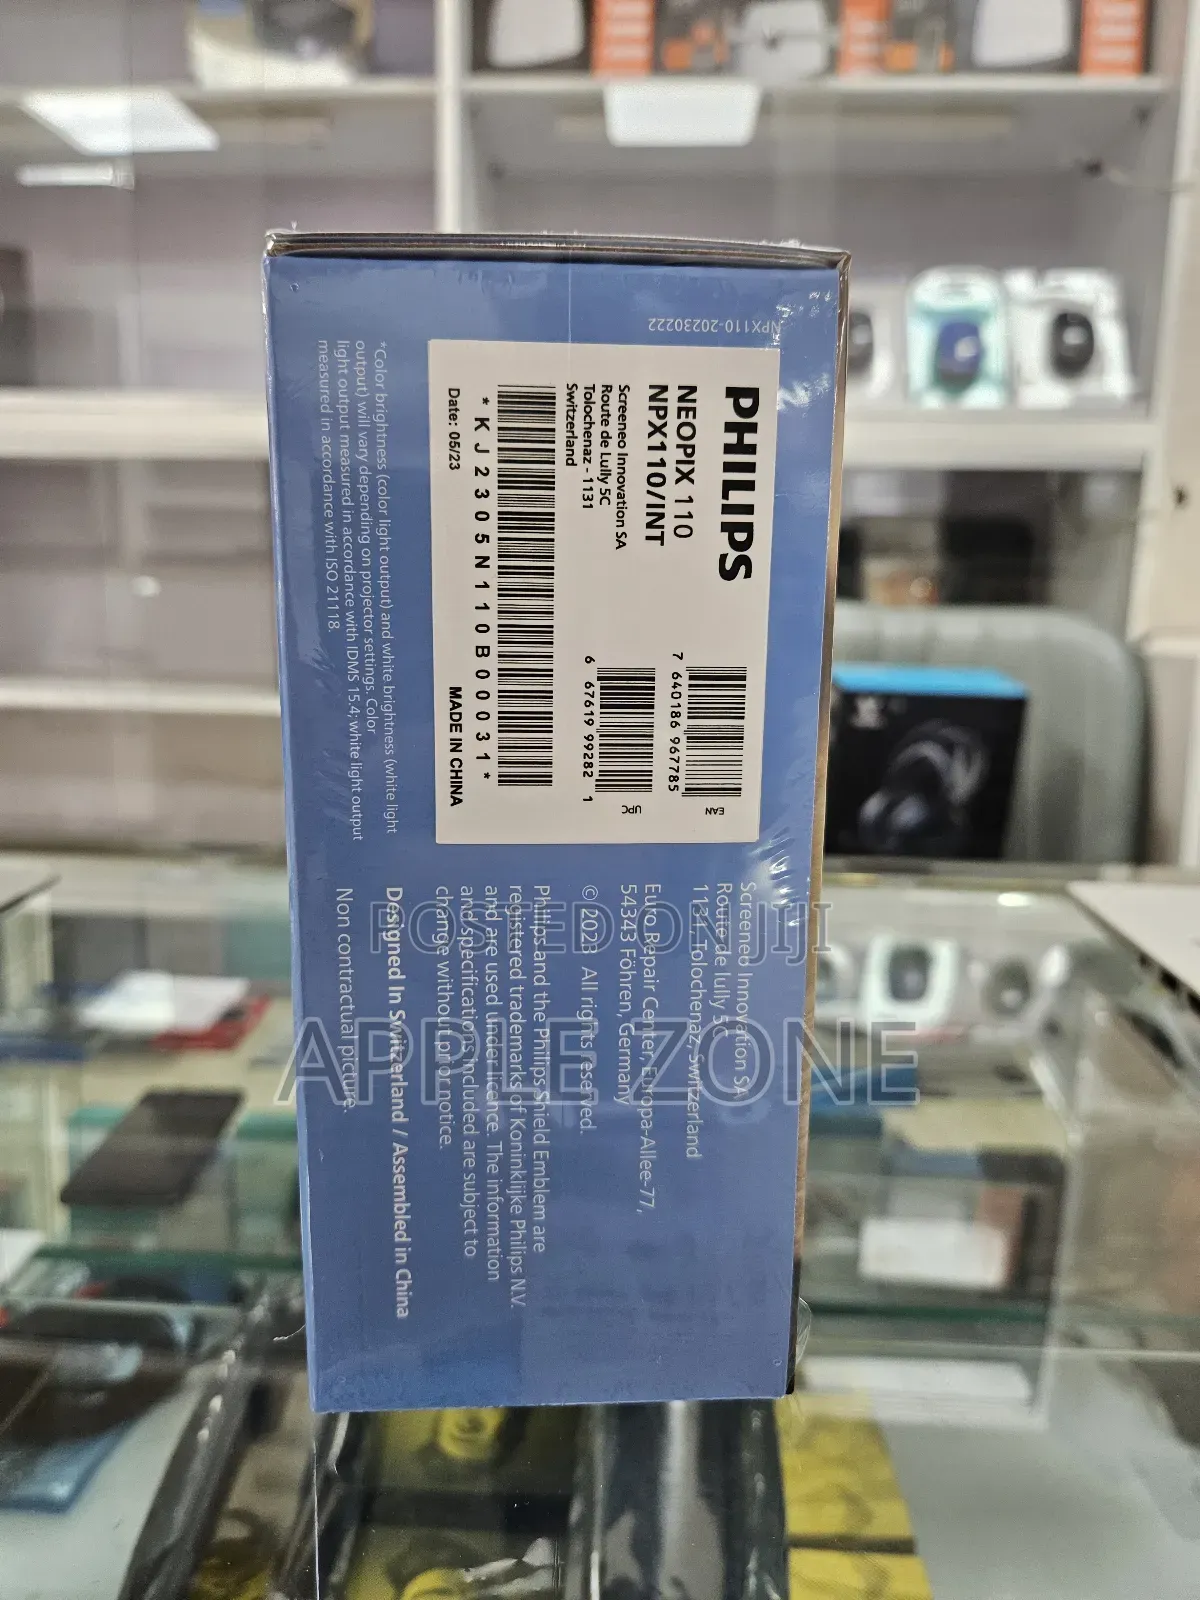 NPX110-20230222
PHILIPS
NEOPIX 110
NPX110/INT
Screeneo Innovation SA
Route de Lully 5C
Tolochenaz - 1131
Switzerland
*KJ2305N110B00031*
Date: 05/23
MADE IN CHINA
7 640186 967785
EAN
6 67619 99282 1
UPC
*Color brightness (color light output) and white brightness (white light
output) will vary depending on projector settings. Color
light output measured in accordance with IDMS 15.4; white light output
measured in accordance with ISO 21118.
Screeneo Innovation SA
Route de lully 5C
1131, Tolochenaz, Switzerland
Euro Repair Center, Europa-Allee-77,
54343 Föhren, Germany
© 2023 All rights reserved.
Philips and the Philips Shield Emblem are
registered trademarks of Koninklijke Philips N.V.
and are used under licence. The information
and specifications included are subject to
change without prior notice.
Designed In Switzerland / Assembled in China
Non contractual picture.
POSTED ON JIJI
APPLE ZONE